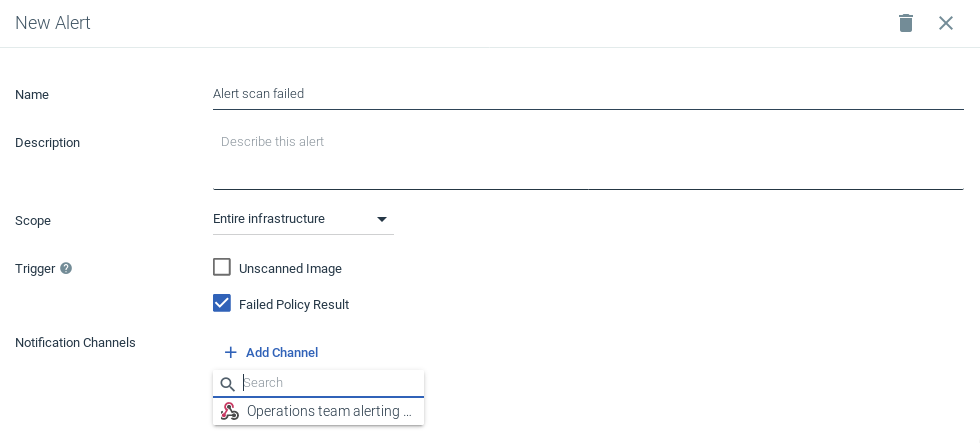 New Alert
Name
Alert scan failed
Description
Describe this alert
Scope
Entire infrastructure
Trigger ?
Unscanned Image
Failed Policy Result
Notification Channels
+ Add Channel
Search
Operations team alerting ...